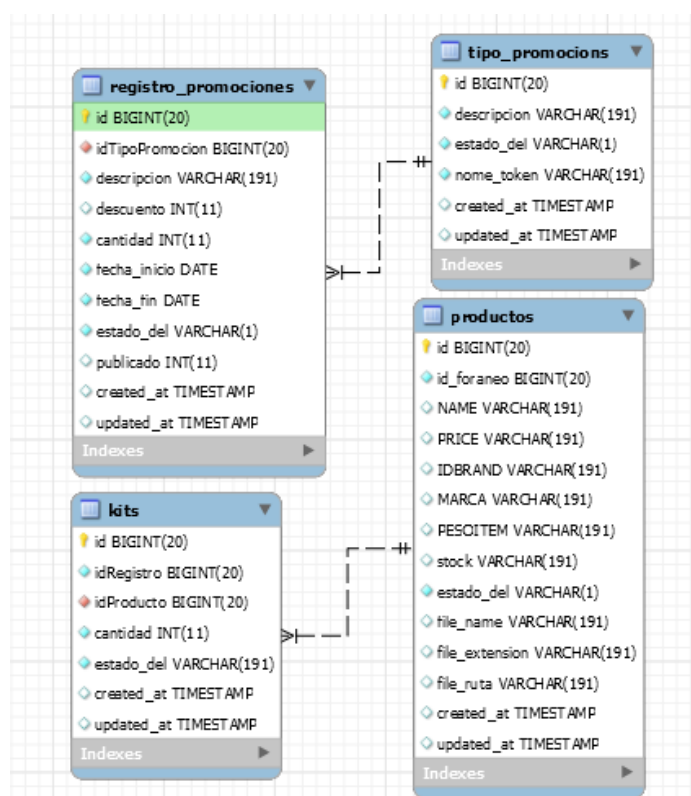 registro_promociones
id BIGINT(20)
idTipoPromocion BIGINT(20)
descripcion VARCHAR(191)
descuento INT(11)
cantidad INT(11)
fecha_inicio DATE
fecha_fin DATE
estado_del VARCHAR(1)
publicado INT(11)
created_at TIMESTAMP
updated_at TIMESTAMP
Indexes
tipo_promocions
id BIGINT(20)
descripcion VARCHAR(191)
estado_del VARCHAR(1)
nome_token VARCHAR(191)
created_at TIMESTAMP
updated_at TIMESTAMP
Indexes
kits
id BIGINT(20)
idRegistro BIGINT(20)
idProducto BIGINT(20)
cantidad INT(11)
estado_del VARCHAR(191)
created_at TIMESTAMP
updated_at TIMESTAMP
Indexes
productos
id BIGINT(20)
id_foraneo BIGINT(20)
NAME VARCHAR(191)
PRICE VARCHAR(191)
IDBRAND VARCHAR(191)
MARCA VARCHAR(191)
PESOITEM VARCHAR(191)
stock VARCHAR(191)
estado_del VARCHAR(1)
file_name VARCHAR(191)
file_extension VARCHAR(191)
file_ruta VARCHAR(191)
created_at TIMESTAMP
updated_at TIMESTAMP
Indexes